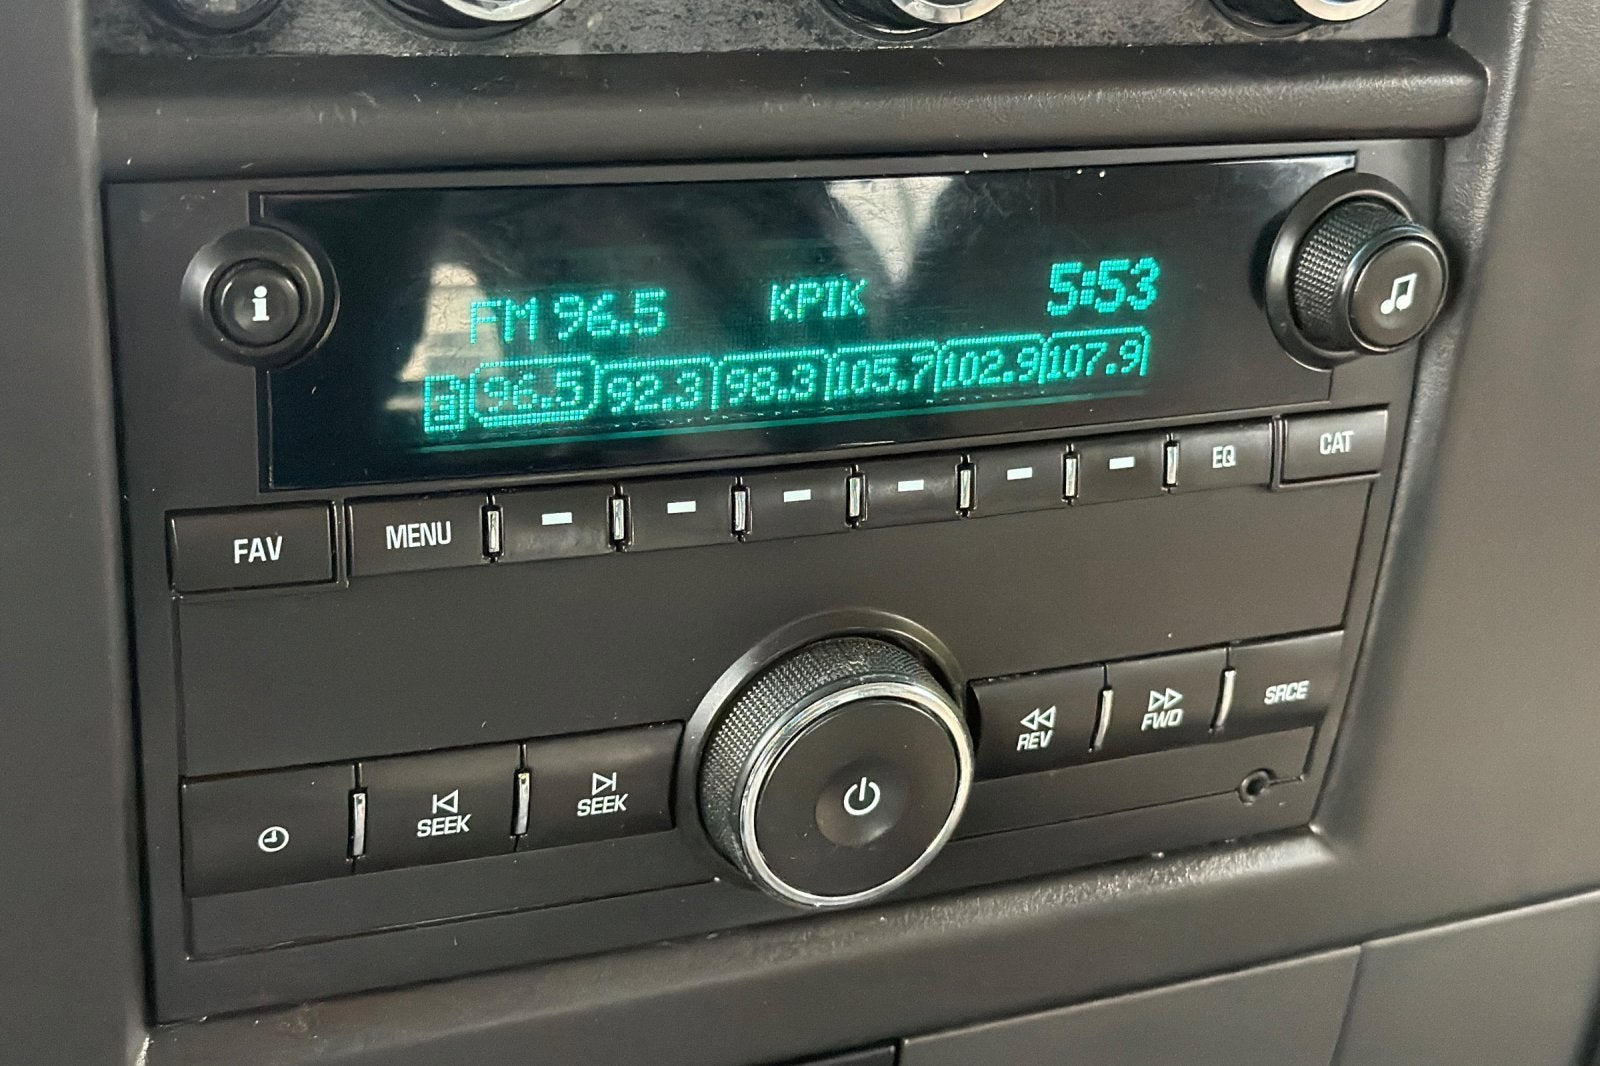 FM 96.5 KPIK 5:53
a 96.5 92.3 98.3 105.7 102.9 107.9
i
FAV MENU EQ CAT
SEEK SEEK REV FWD SRCE